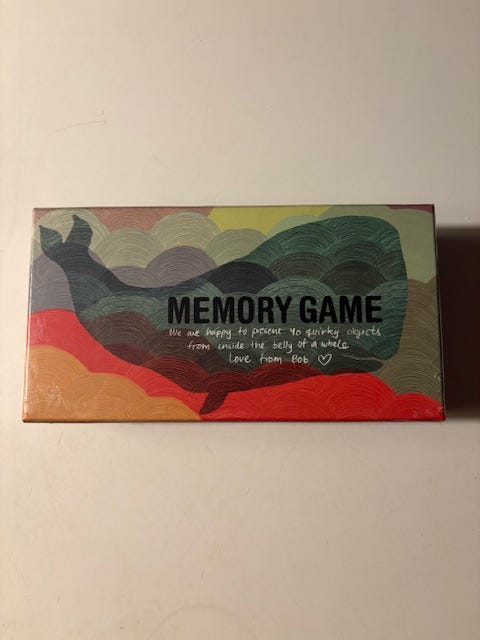 MEMORY GAME
We are happy to present 40 quirky objects
from inside the belly of a whale
Love from Bob ♡